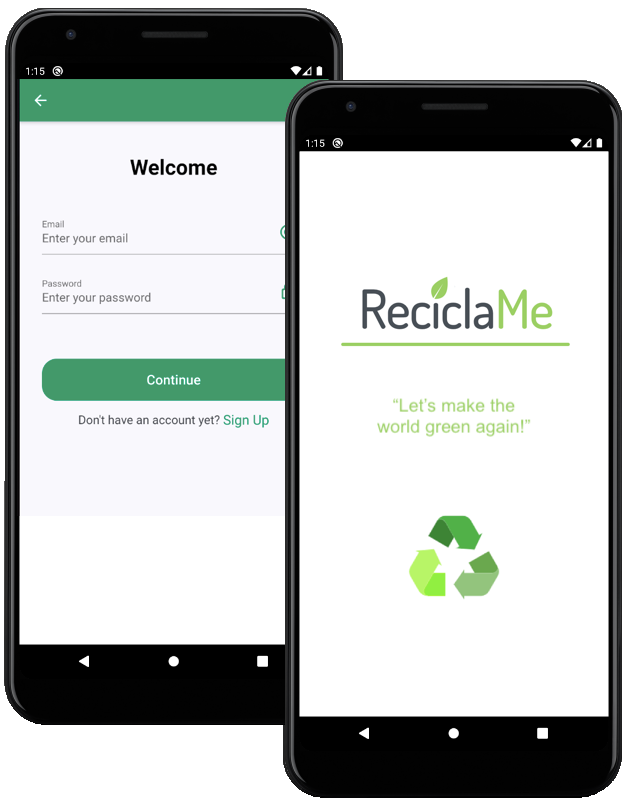 1:15
Welcome
Email
Enter your email
Password
Enter your password
Continue
Don't have an account yet? Sign Up
1:15
ReciclaMe
“Let's make the
world green again!”